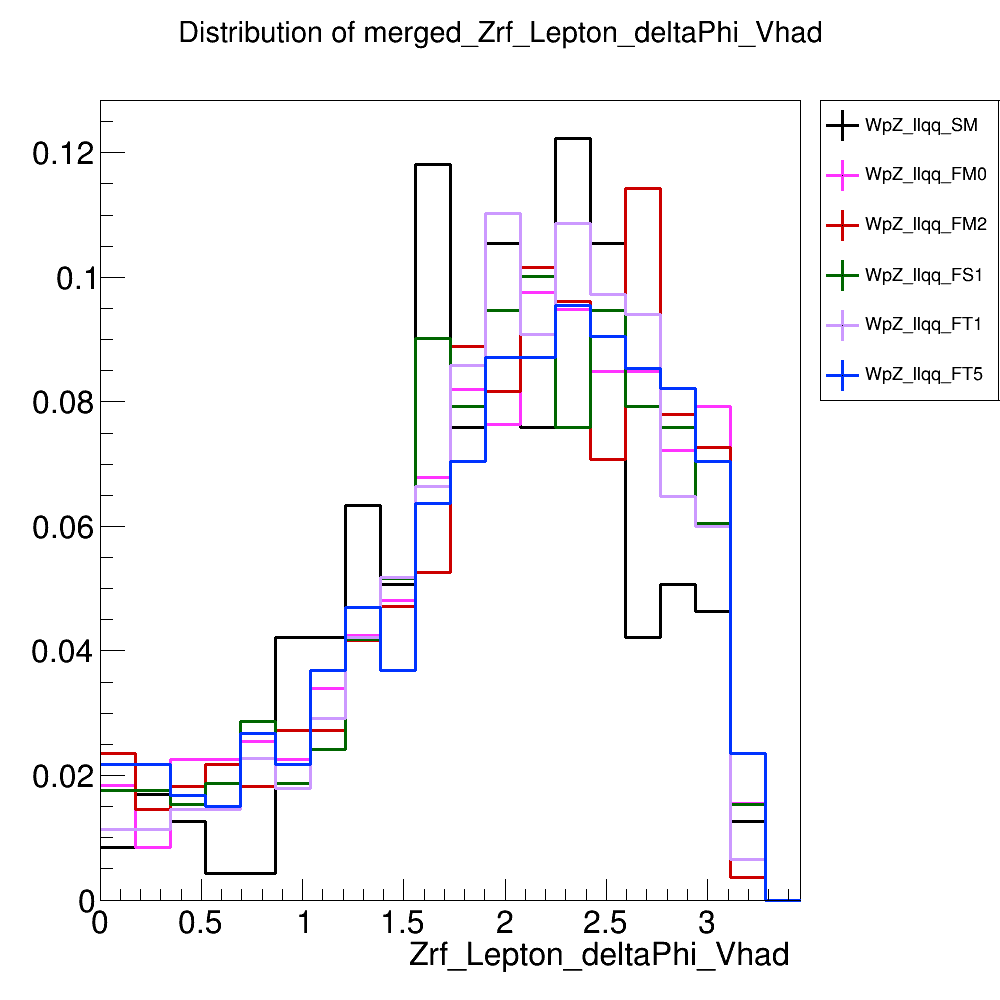 Distribution of merged_Zrf_Lepton_deltaPhi_Vhad
WpZ_llqq_SM
WpZ_llqq_FM0
WpZ_llqq_FM2
WpZ_llqq_FS1
WpZ_llqq_FT1
WpZ_llqq_FT5
0.12
0.1
0.08
0.06
0.04
0.02
0
0 0.5 1 1.5 2 2.5 3
Zrf_Lepton_deltaPhi_Vhad